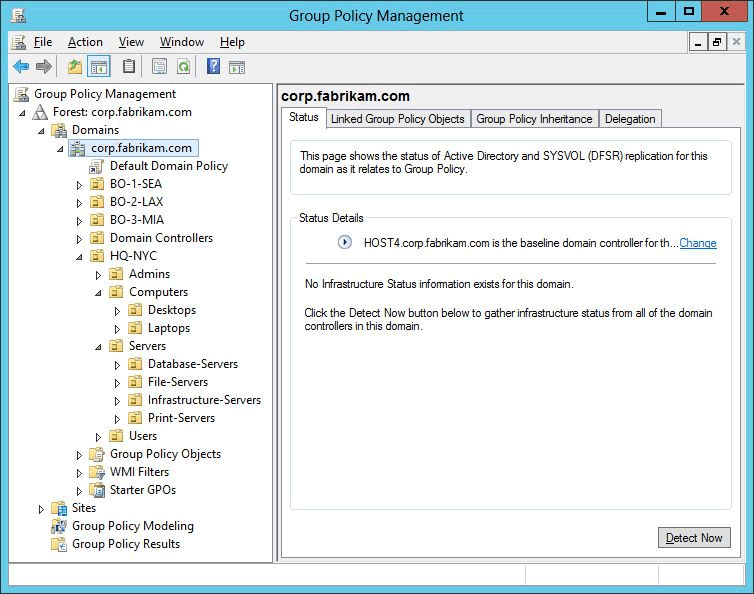 Group Policy Management
File Action View Window Help
Group Policy Management
Forest: corp.fabrikam.com
Domains
corp.fabrikam.com
Default Domain Policy
BO-1-SEA
BO-2-LAX
BO-3-MIA
Domain Controllers
HQ-NYC
Admins
Computers
Desktops
Laptops
Servers
Database-Servers
File-Servers
Infrastructure-Servers
Print-Servers
Users
Group Policy Objects
WMI Filters
Starter GPOs
Sites
Group Policy Modeling
Group Policy Results
corp.fabrikam.com
Status Linked Group Policy Objects Group Policy Inheritance Delegation
This page shows the status of Active Directory and SYSVOL (DFSR) replication for this
domain as it relates to Group Policy.
Status Details
HOST4.corp.fabrikam.com is the baseline domain controller for th... Change
No Infrastructure Status information exists for this domain.
Click the Detect Now button below to gather infrastructure status from all of the domain
controllers in this domain.
Detect Now